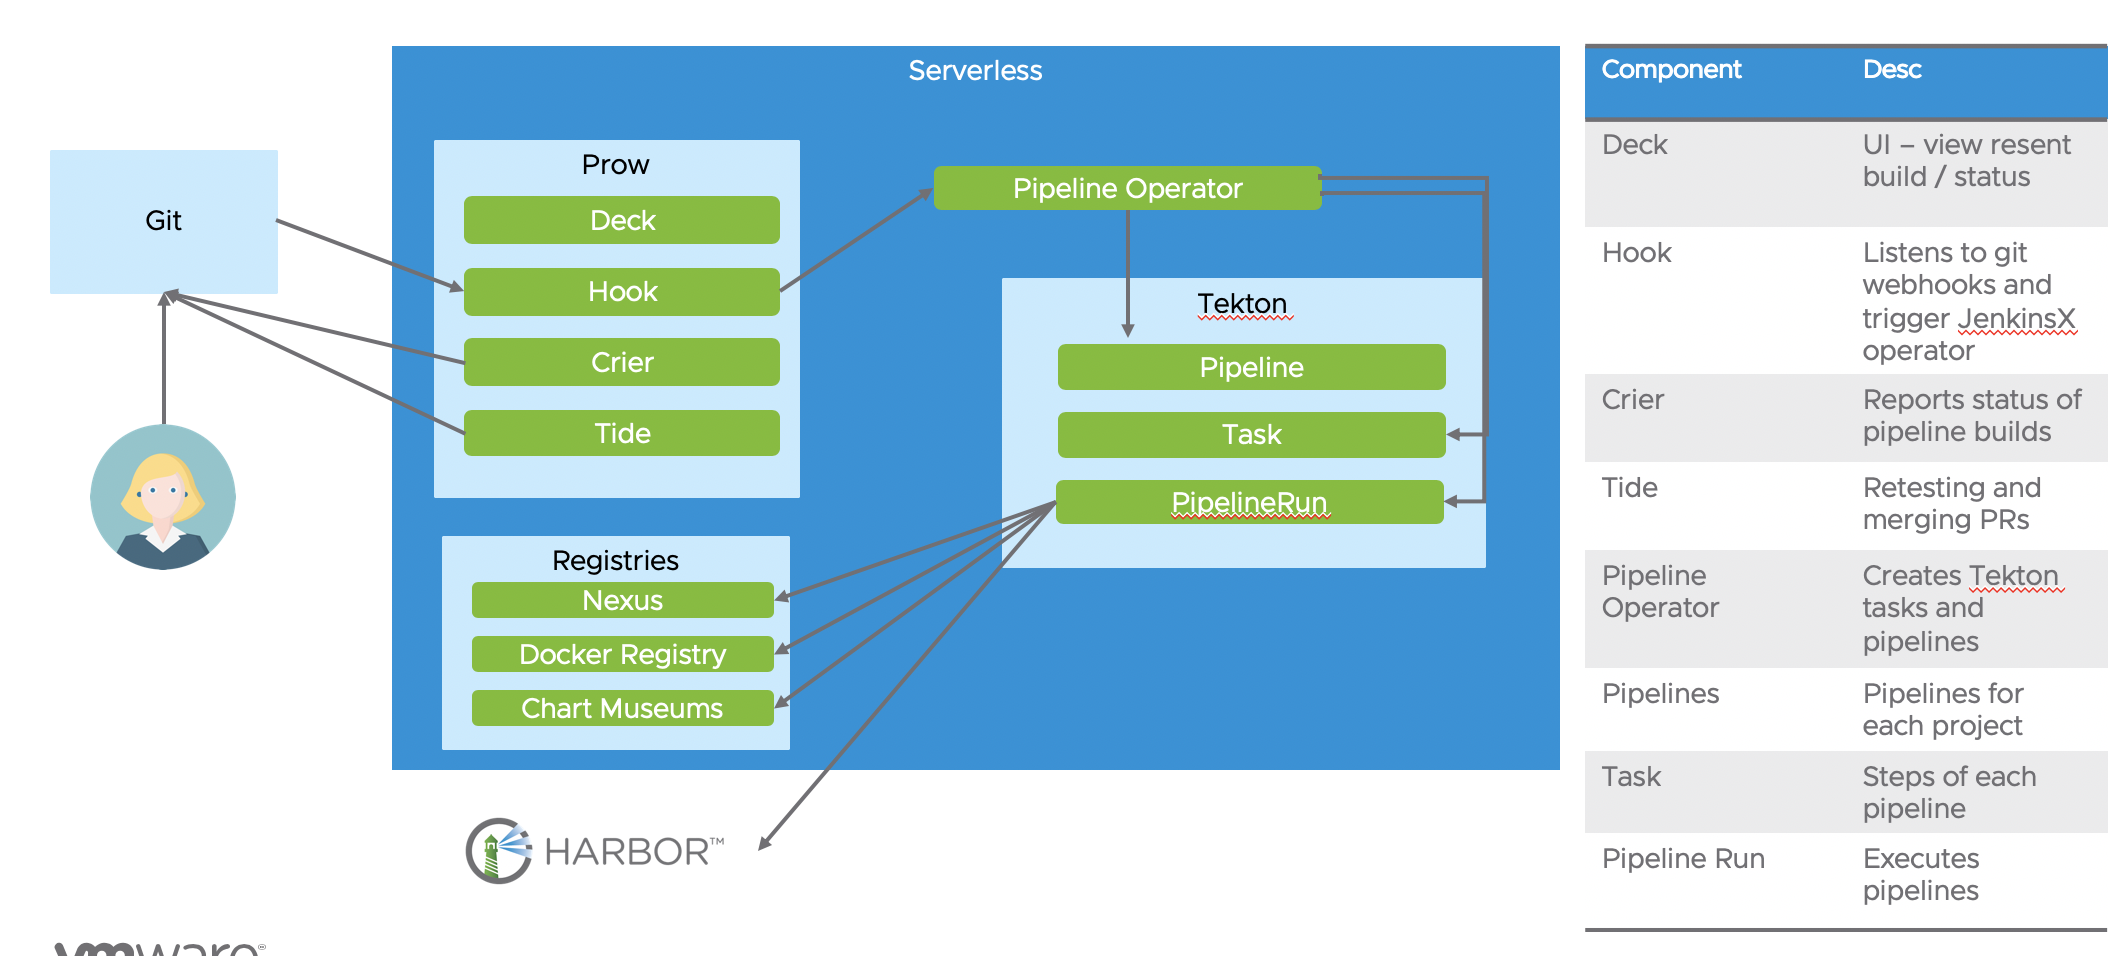 Serverless
Git
Prow
Deck
Hook
Crier
Tide
Pipeline Operator
Tekton
Pipeline
Task
PipelineRun
Registries
Nexus
Docker Registry
Chart Museums
HARBOR™
vmware®
Component Desc
Deck UI – view resent
build / status
Hook Listens to git
webhooks and
trigger JenkinsX
operator
Crier Reports status of
pipeline builds
Tide Retesting and
merging PRs
Pipeline Creates Tekton
Operator tasks and
pipelines
Pipelines Pipelines for
each project
Task Steps of each
pipeline
Pipeline Run Executes
pipelines